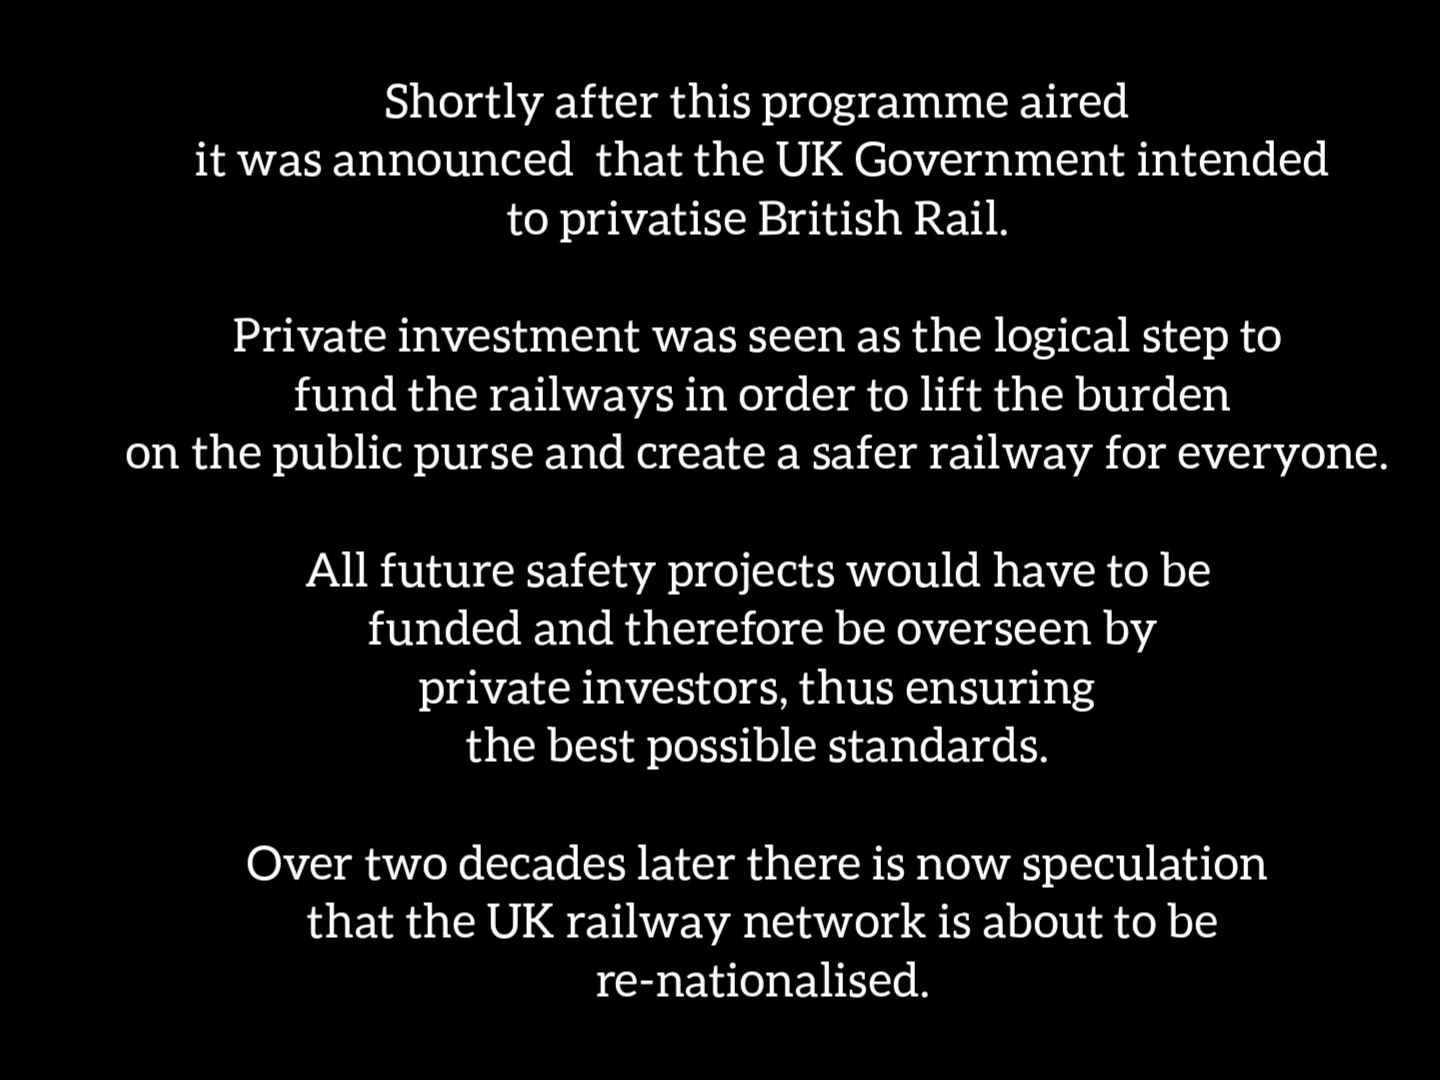 Shortly after this programme aired
it was announced  that the UK Government intended
to privatise British Rail.
Private investment was seen as the logical step to
fund the railways in order to lift the burden
on the public purse and create a safer railway for everyone.
All future safety projects would have to be
funded and therefore be overseen by
private investors, thus ensuring
the best possible standards.
Over two decades later there is now speculation
that the UK railway network is about to be
re-nationalised.